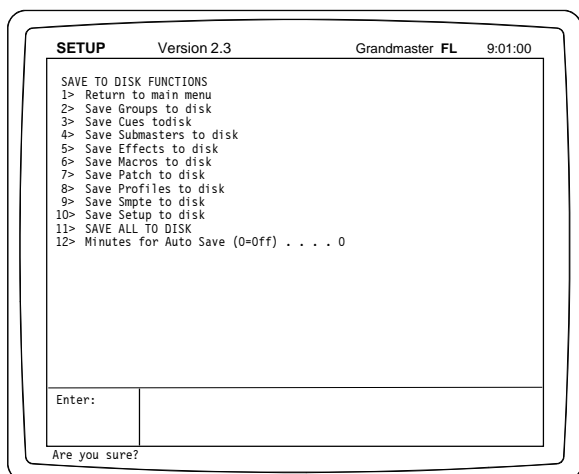 SETUP Version 2.3 Grandmaster FL 9:01:00
SAVE TO DISK FUNCTIONS
1> Return to main menu
2> Save Groups to disk
3> Save Cues todisk
4> Save Submasters to disk
5> Save Effects to disk
6> Save Macros to disk
7> Save Patch to disk
8> Save Profiles to disk
9> Save Smpte to disk
10> Save Setup to disk
11> SAVE ALL TO DISK
12> Minutes for Auto Save (0=Off) . . . . 0
Enter:
Are you sure?